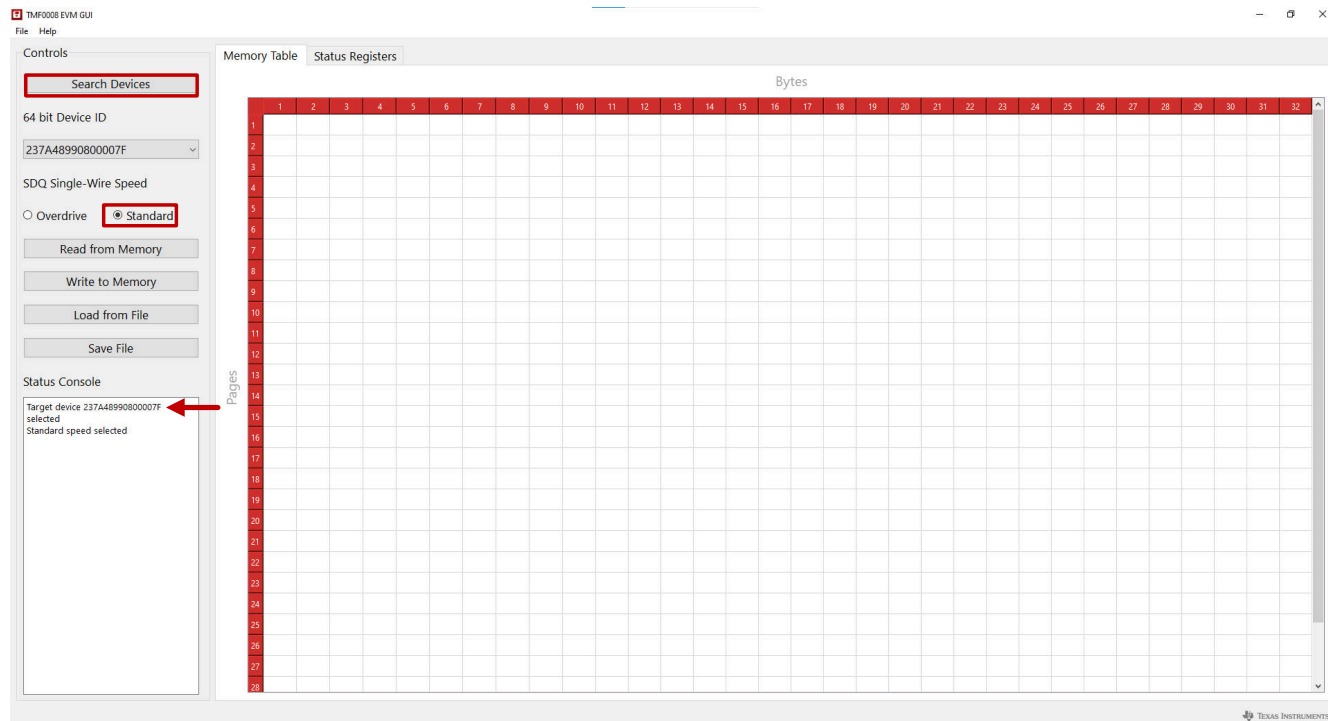 TMF0008 EVM GUI
File Help
Controls
Search Devices
64 bit Device ID
237A48990800007F
SDQ Single-Wire Speed
Overdrive Standard
Read from Memory
Write to Memory
Load from File
Save File
Status Console
Target device 237A48990800007F
selected
Standard speed selected
Memory Table Status Registers
Bytes
1 2 3 4 5 6 7 8 9 10 11 12 13 14 15 16 17 18 19 20 21 22 23 24 25 26 27 28 29 30 31 32
Pages
1
2
3
4
5
6
7
8
9
10
11
12
13
14
15
16
17
18
19
20
21
22
23
24
25
26
27
28
TEXAS INSTRUMENTS